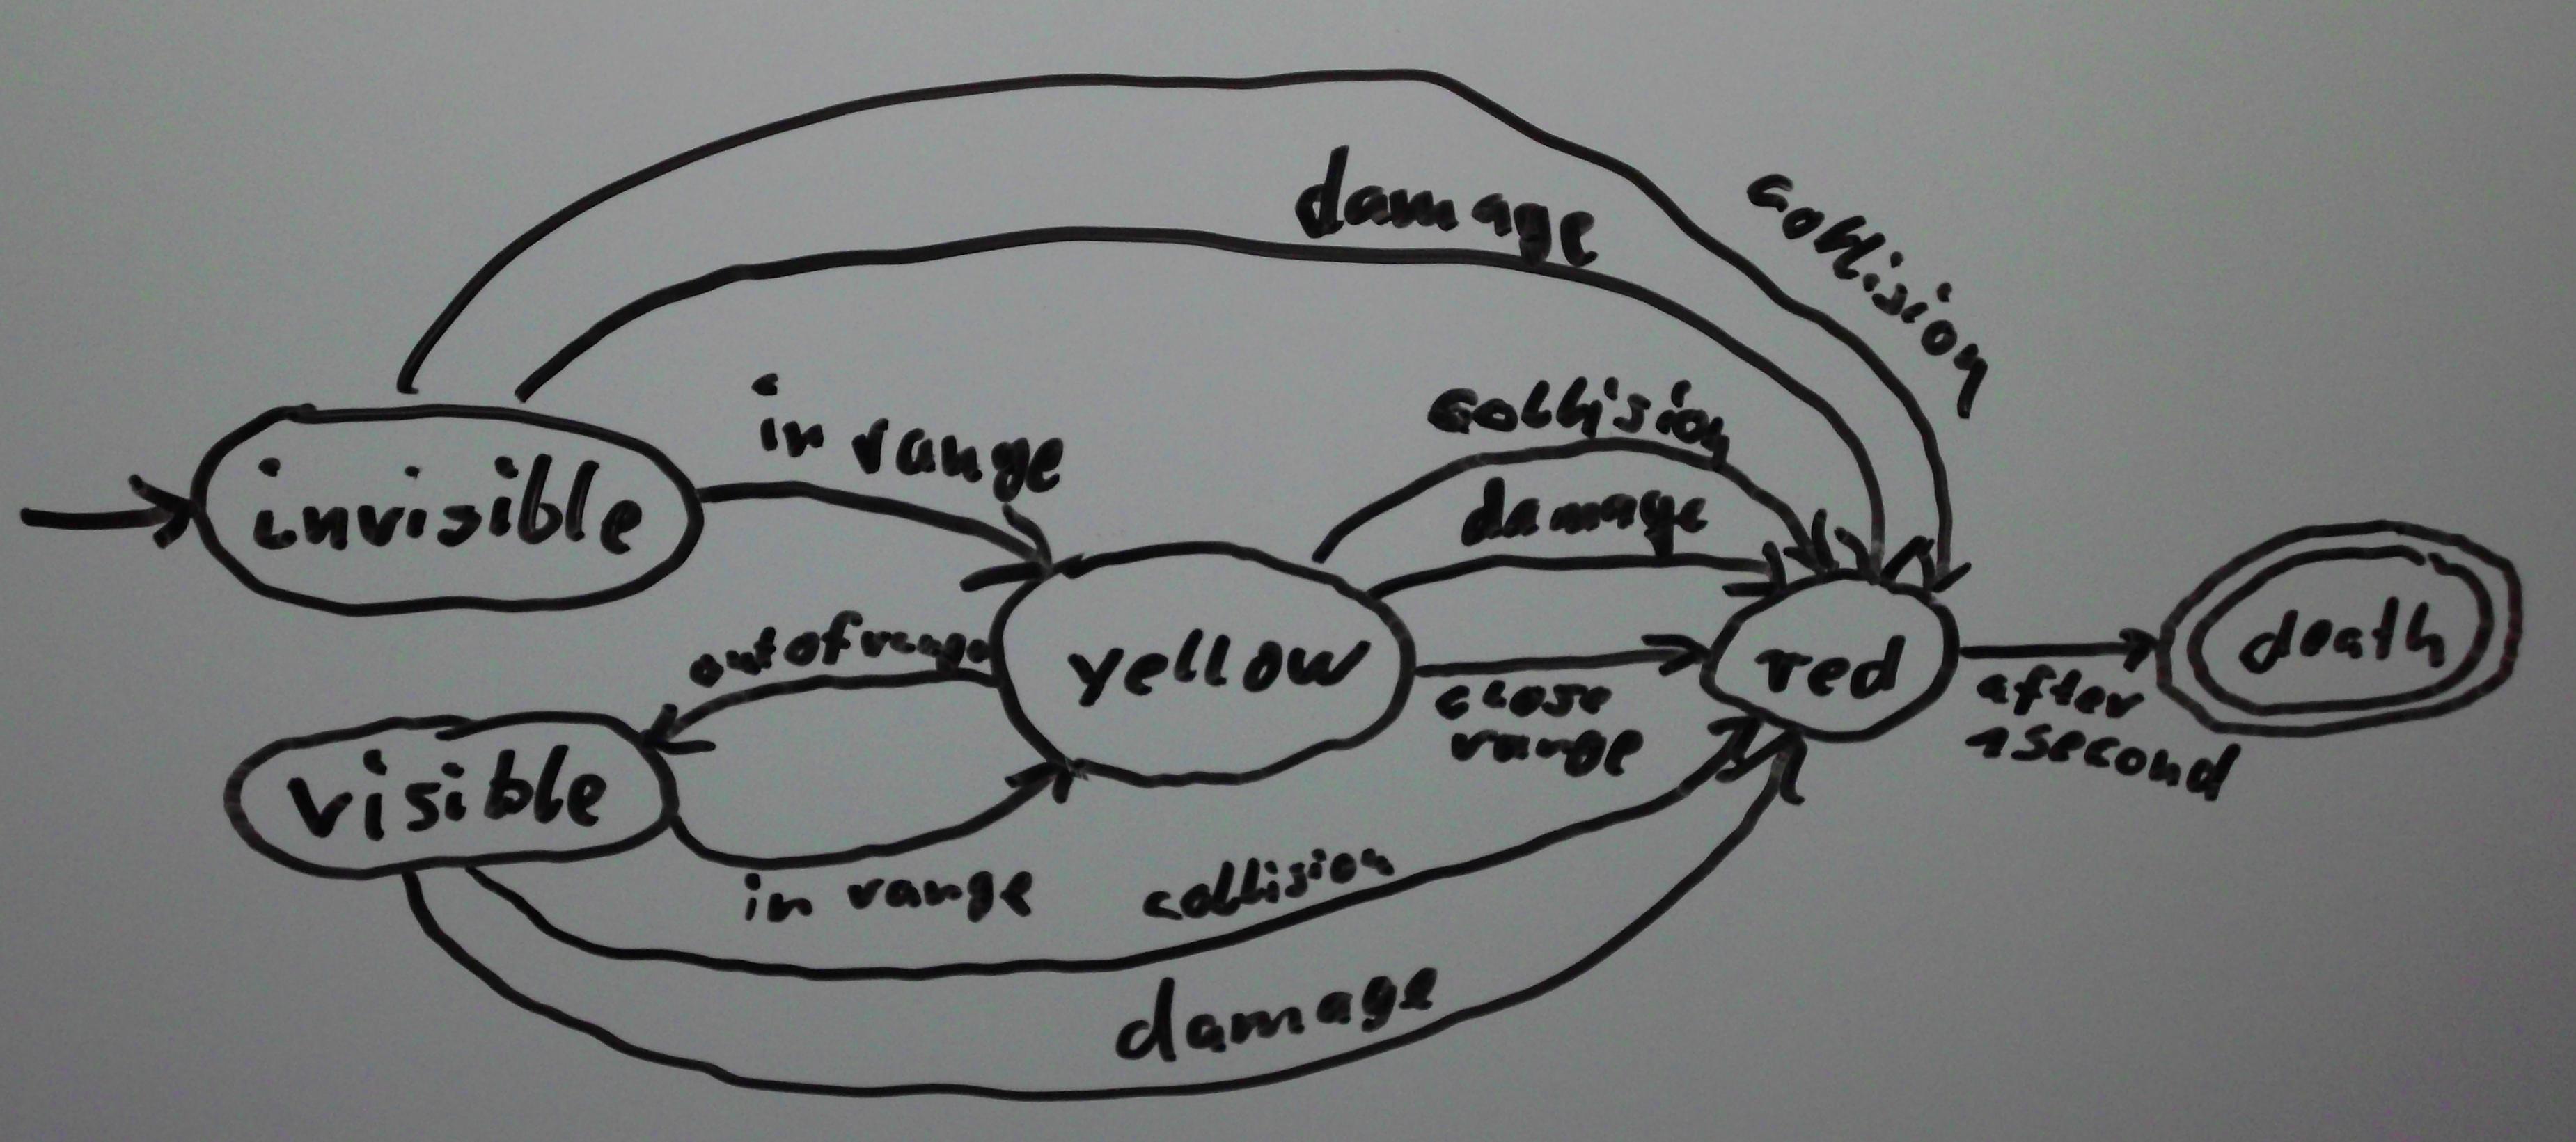 damage
collision
in range
collision
invisible
damage
out of range
yellow
red
death
close
range
after
1 second
visible
in range
collision
damage